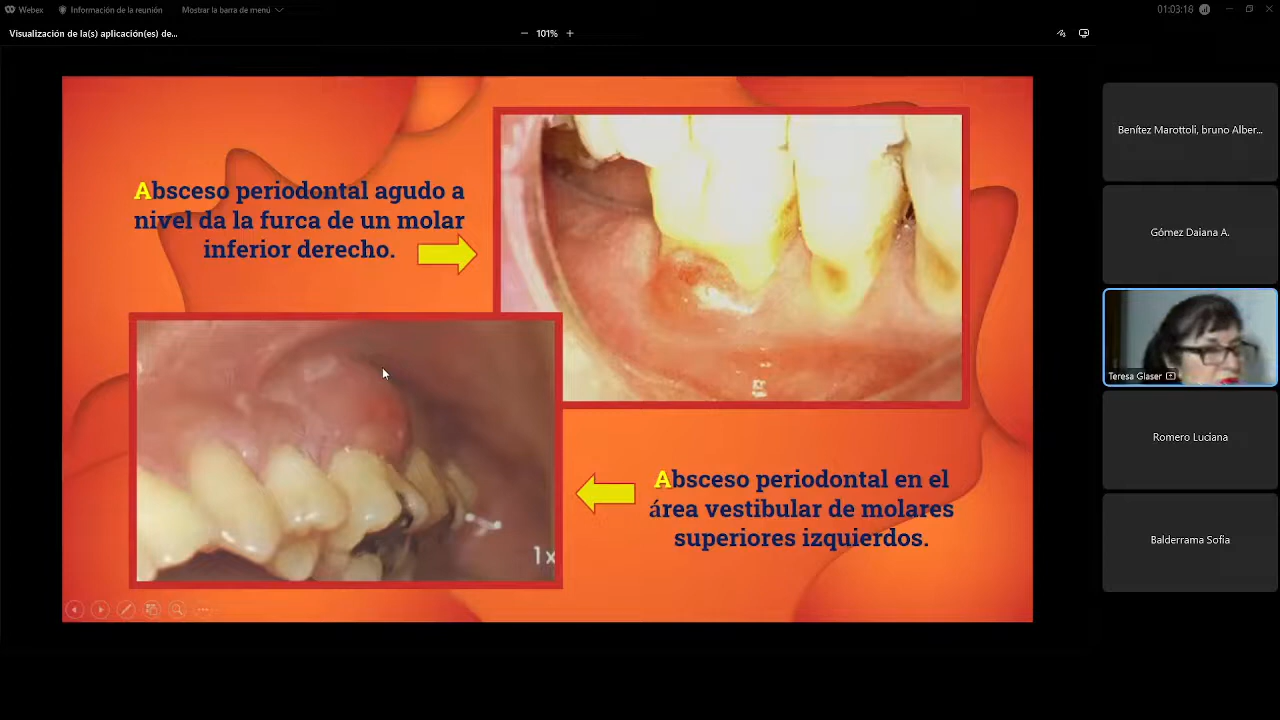 Webex
Información de la reunión
Mostrar la barra de menú
01:03:18
Visualización de la(s) aplicación(es) de...
101%
Absceso periodontal agudo a
nivel da la furca de un molar
inferior derecho.
Absceso periodontal en el
área vestibular de molares
superiores izquierdos.
1x
Benítez Marottoli, bruno Alber...
Gómez Daiana A.
Teresa Glaser
Romero Luciana
Balderrama Sofia